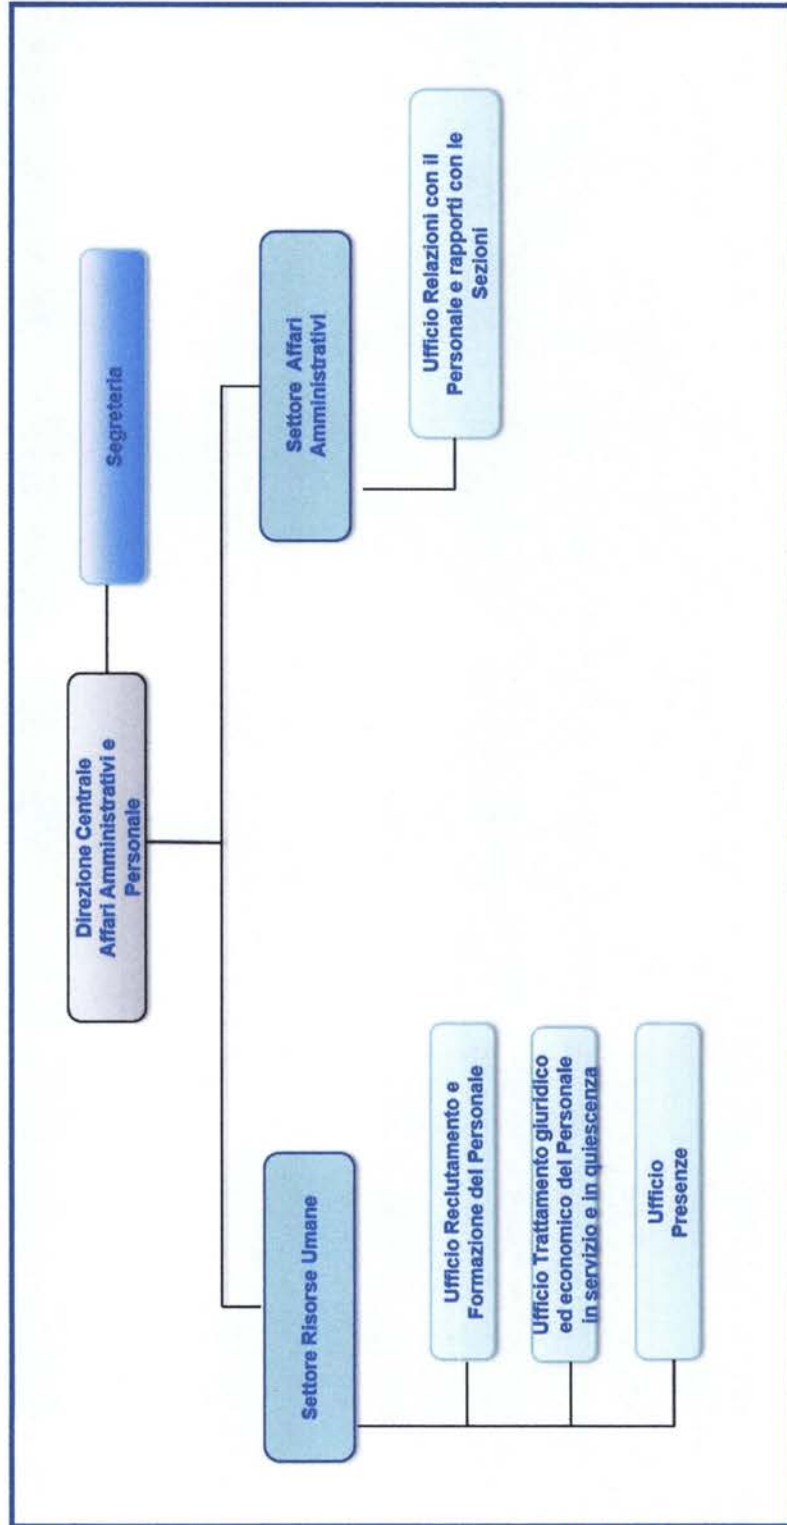 Direzione Centrale
Affari Amministrativi e
Personale
Segreteria
Settore Risorse Umane
Ufficio Reclutamento e
Formazione del Personale
Ufficio Trattamento giuridico
ed economico del Personale
in servizio e in quiescenza
Ufficio
Presenze
Settore Affari
Amministrativi
Ufficio Relazioni con il
Personale e rapporti con le
Sezioni